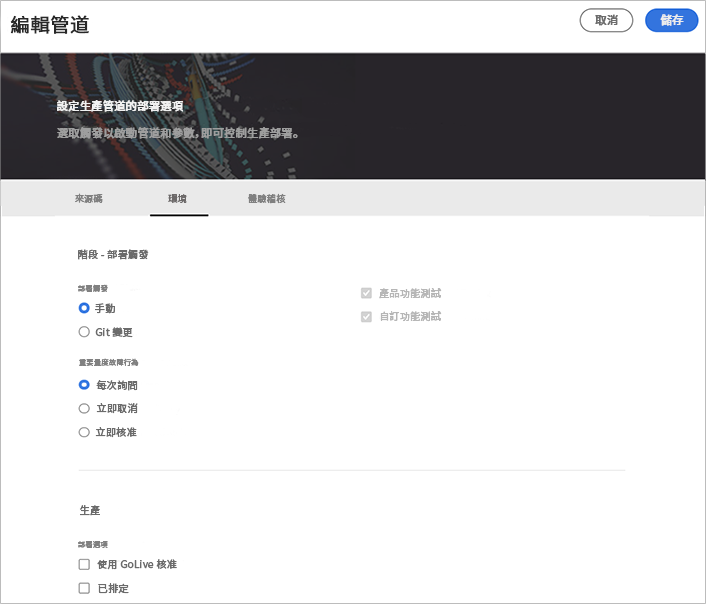 編輯管道
取消
儲存
設定生產管道的部署選項
選取觸發以啟動管道和參數，即可控制生產部署。
來源碼
環境
體驗稽核
階段 - 部署觸發
部署觸發
手動
Git 變更
產品功能測試
自訂功能測試
重要量度故障行為
每次詢問
立即取消
立即核准
生產
部署選項
使用 GoLive 核准
已排定